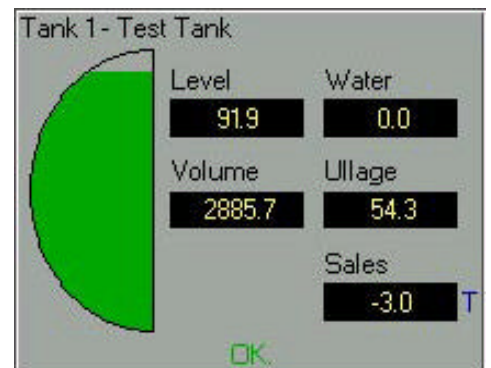 Tank 1- Test Tank
Level Water
91.9 0.0
Volume Ullage
2885.7 54.3
Sales
-3.0 T
OK.